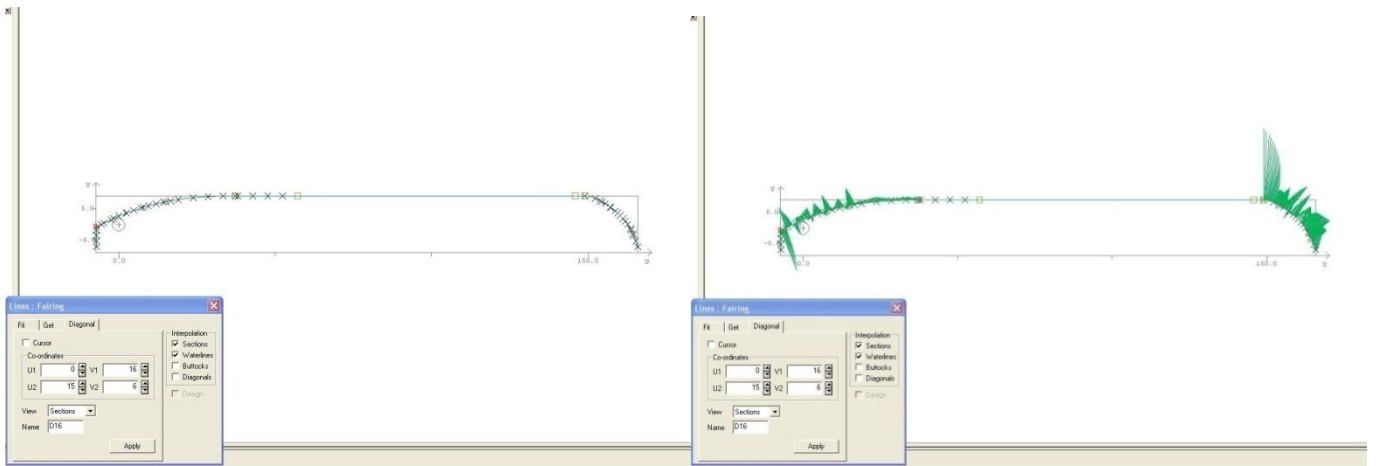 V
5.0
-5.
0.0
150.0
U
Lines : Fairing
Fit Get Diagonal
Cursor
Co-ordinates
U1 0 V1 16
U2 15 V2 6
View Sections
Name D16
Interpolation
Sections
Waterlines
Buttocks
Diagonals
Design
Apply
V
5.0
-5.
0.0
150.0
U
Lines : Fairing
Fit Get Diagonal
Cursor
Co-ordinates
U1 0 V1 16
U2 15 V2 6
View Sections
Name D16
Interpolation
Sections
Waterlines
Buttocks
Diagonals
Design
Apply